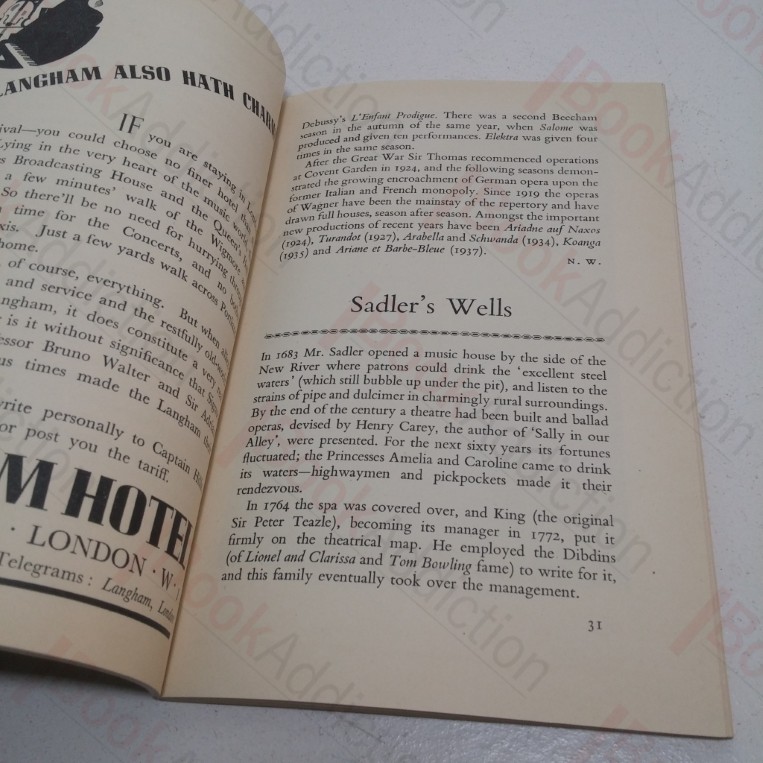 LANGHAM ALSO HATH CHARM
IF you are staying in
you could choose no finer hotel
Lying in the very heart of the music world
Broadcasting House and the Queen's
a few minutes' walk of the Wigmore
So there'll be no need for hurrying
time for the Concerts, and no
Just a few yards walk across
home.
of course, everything. But when
and service and the restfully
it does constitute a very
is it without significance that
Bruno Walter and Sir
times made the Langham
write personally to Captain
or post you the tariff.
M HOTEL
· LONDON · W ·
Telegrams: Langham, London
Debussy's L'Enfant Prodigue. There was a second Beecham
season in the autumn of the same year, when Salome was
produced and given ten performances. Elektra was given four
times in the same season.
After the Great War Sir Thomas recommenced operations
at Covent Garden in 1924, and the following seasons demon-
strated the growing encroachment of German opera upon the
former Italian and French monopoly. Since 1919 the operas
of Wagner have been the mainstay of the repertory and have
drawn full houses, season after season. Amongst the important
new productions of recent years have been Ariadne auf Naxos
(1924), Turandot (1927), Arabella and Schwanda (1934), Koanga
(1935) and Ariane et Barbe-Bleue (1937).
N. W.
Sadler's Wells
In 1683 Mr. Sadler opened a music house by the side of the
New River where patrons could drink the 'excellent steel
waters' (which still bubble up under the pit), and listen to the
strains of pipe and dulcimer in charmingly rural surroundings.
By the end of the century a theatre had been built and ballad
operas, devised by Henry Carey, the author of 'Sally in our
Alley', were presented. For the next sixty years its fortunes
fluctuated; the Princesses Amelia and Caroline came to drink
its waters—highwaymen and pickpockets made it their
rendezvous.
In 1764 the spa was covered over, and King (the original
Sir Peter Teazle), becoming its manager in 1772, put it
firmly on the theatrical map. He employed the Dibdins
(of Lionel and Clarissa and Tom Bowling fame) to write for it,
and this family eventually took over the management.
31
BookAddiction